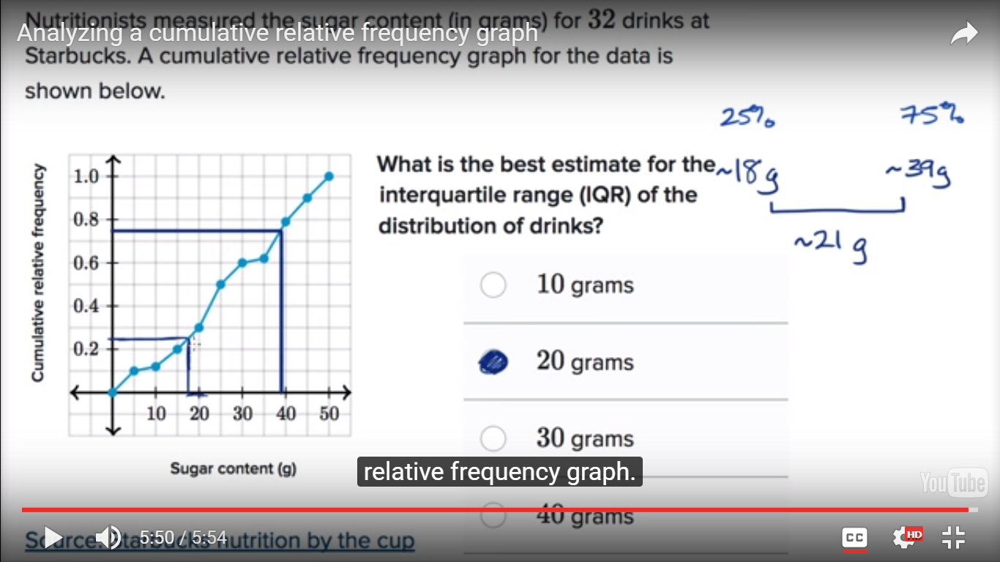 Nutritionists measured the sugar content (in grams) for 32 drinks at
Analyzing a cumulative relative frequency graph
Starbucks. A cumulative relative frequency graph for the data is
shown below.
25% 75%
What is the best estimate for the ~18g ~39g
interquartile range (IQR) of the
distribution of drinks?
~21 g
Cumulative relative frequency
1.0
0.8
0.6
0.4
0.2
10 20 30 40 50
Sugar content (g)
10 grams
20 grams
30 grams
relative frequency graph.
40 grams
YouTube
Source: Starbucks nutrition by the cup
5:50 / 5:54
CC
HD